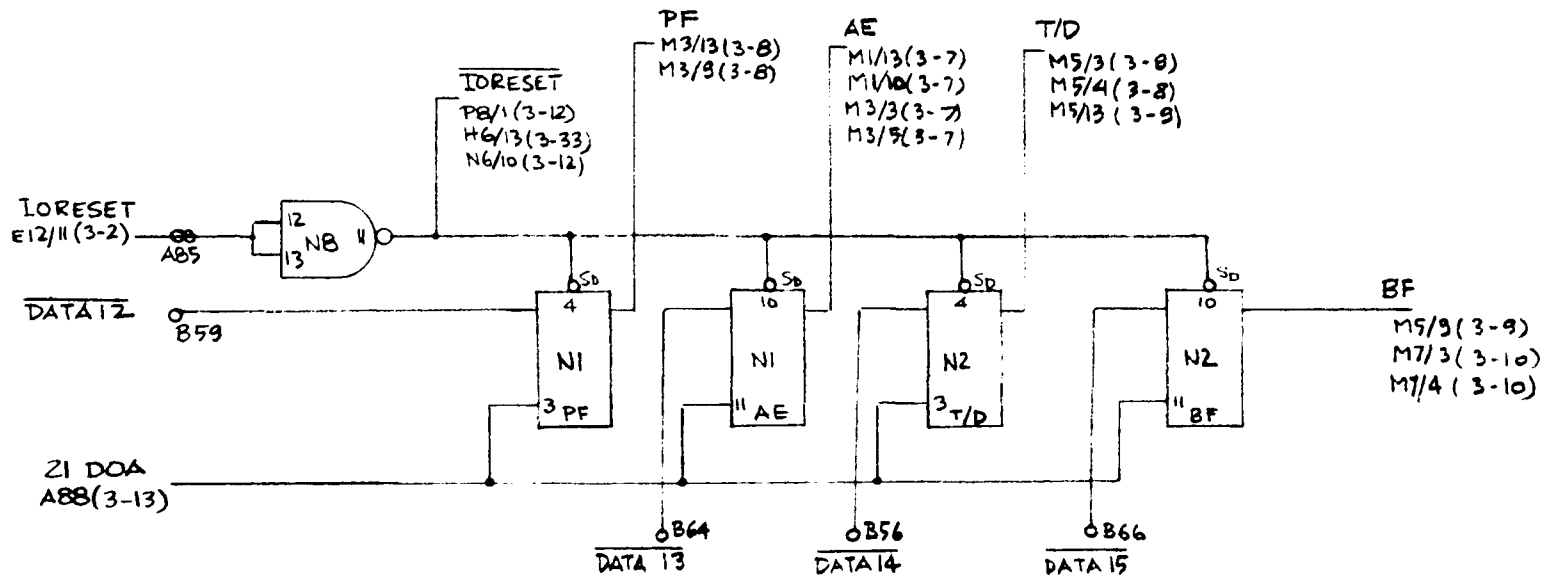 PF
M3/13(3-8)
M3/9(3-8)
AE
M1/13(3-7)
M1/10(3-7)
M3/3(3-7)
M3/5(3-7)
T/D
M5/3(3-8)
M5/4(3-8)
M5/13(3-9)
IORESET
P8/1(3-12)
H6/13(3-33)
N6/10(3-12)
IORESET
E12/11(3-2)
A85
12
13
N8
11
SD
SD
SD
SD
DATA12
B59
4
N1
3 PF
10
N1
11 AE
4
N2
3 T/D
10
N2
11 BF
BF
M5/9(3-9)
M7/3(3-10)
M7/4(3-10)
21 DOA
A88(3-13)
B64
DATA 13
B56
DATA14
B66
DATA15